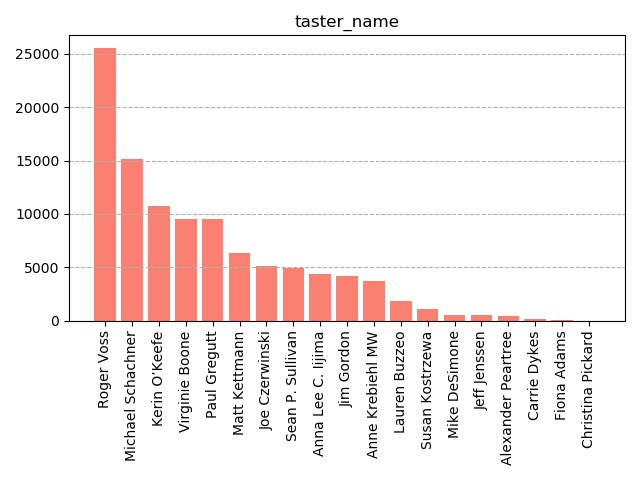 taster_name
25000
20000
15000
10000
5000
0
Roger Voss
Michael Schachner
Kerin O'Keefe
Virginie Boone
Paul Gregutt
Matt Kettmann
Joe Czerwinski
Sean P. Sullivan
Anna Lee C. Iijima
Jim Gordon
Anne Krebiehl MW
Lauren Buzzeo
Susan Kostrzewa
Mike DeSimone
Jeff Jenssen
Alexander Peartree
Carrie Dykes
Fiona Adams
Christina Pickard